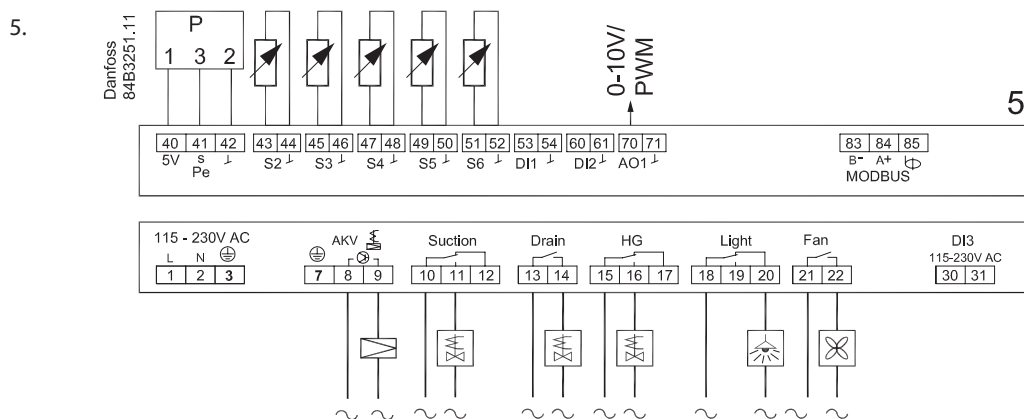 5.
Danfoss
84B3251.11
P
1 3 2
0-10V/
PWM
5
40 41 42 43 44 45 46 47 48 49 50 51 52 53 54 60 61 70 71 83 84 85
5V s S2 ⊥ S3 ⊥ S4 ⊥ S5 ⊥ S6 ⊥ DI1 ⊥ DI2 ⊥ AO1 ⊥ B- A+
Pe MODBUS
115 - 230V AC AKV Suction Drain HG Light Fan DI3
L N 115-230V AC
1 2 3 7 8 9 10 11 12 13 14 15 16 17 18 19 20 21 22 30 31